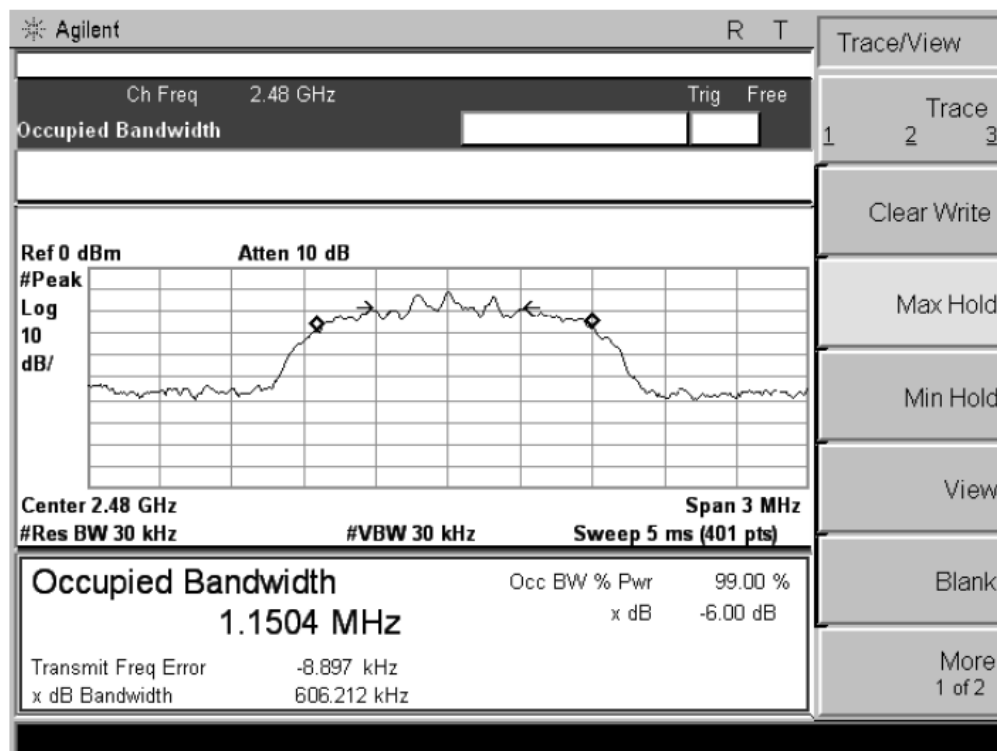 Agilent R T
Trace/View
Ch Freq 2.48 GHz Trig Free
Occupied Bandwidth
Trace
1 2 3
Clear Write
Ref 0 dBm Atten 10 dB
#Peak
Log
10
dB/
Max Hold
Min Hold
View
Center 2.48 GHz Span 3 MHz
#Res BW 30 kHz #VBW 30 kHz Sweep 5 ms (401 pts)
Occupied Bandwidth
1.1504 MHz
Occ BW % Pwr 99.00 %
x dB -6.00 dB
Transmit Freq Error -8.897 kHz
x dB Bandwidth 606.212 kHz
Blank
More
1 of 2